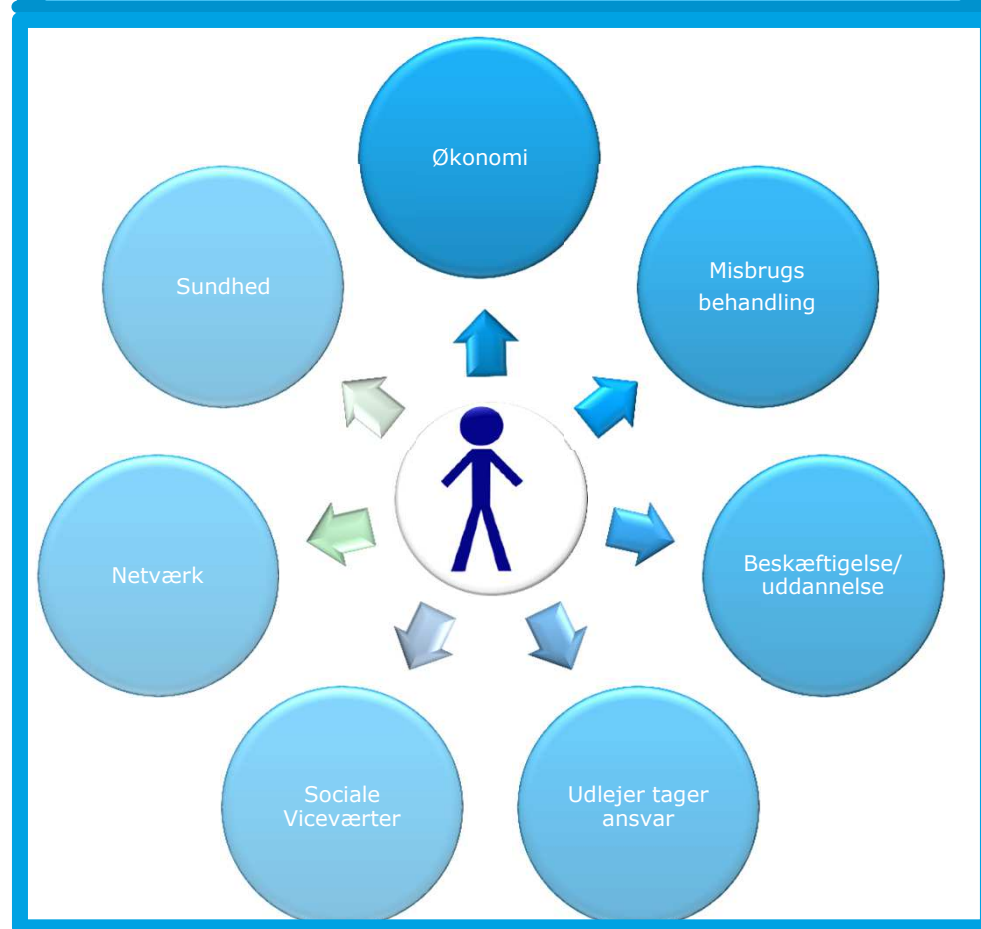 Økonomi
Misbrugs
behandling
Beskæftigelse/
uddannelse
Udlejer tager
ansvar
Sociale
Viceværter
Netværk
Sundhed